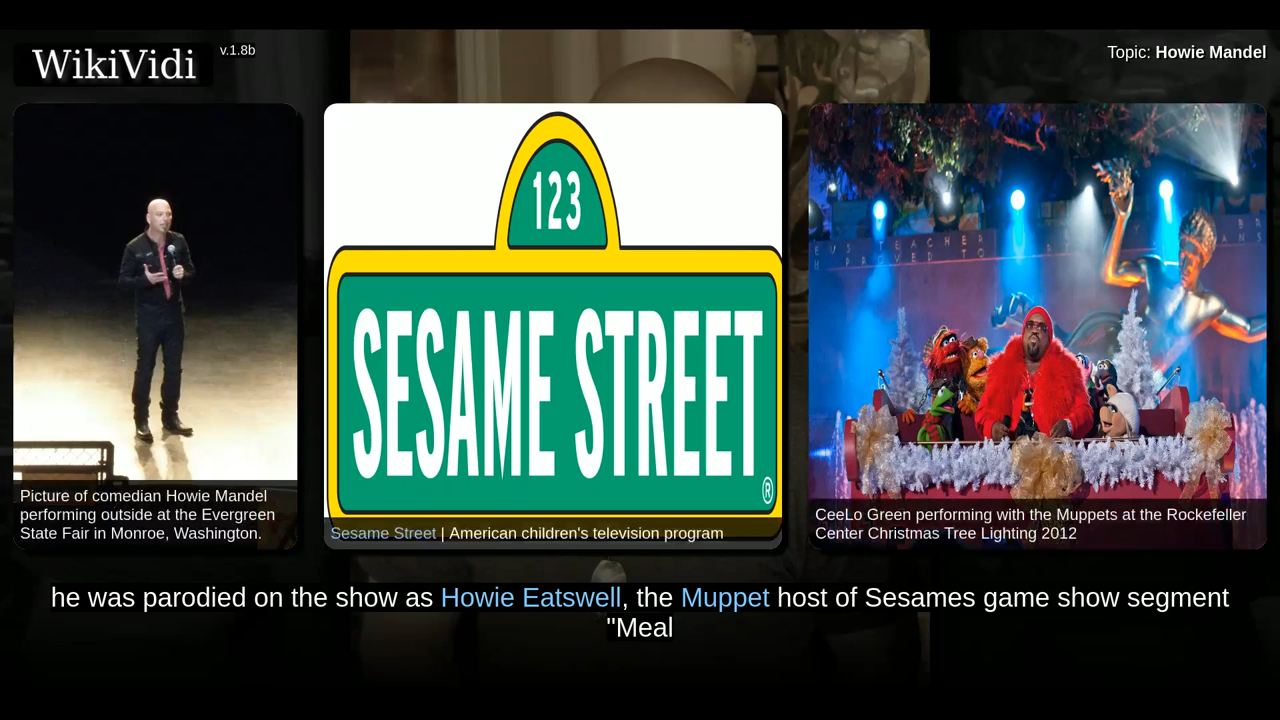 WikiVidi
v.1.8b
Topic: Howie Mandel
123
SESAME STREET
®
Picture of comedian Howie Mandel
performing outside at the Evergreen
State Fair in Monroe, Washington.
Sesame Street | American children's television program
CeeLo Green performing with the Muppets at the Rockefeller
Center Christmas Tree Lighting 2012
he was parodied on the show as Howie Eatswell, the Muppet host of Sesames game show segment
"Meal